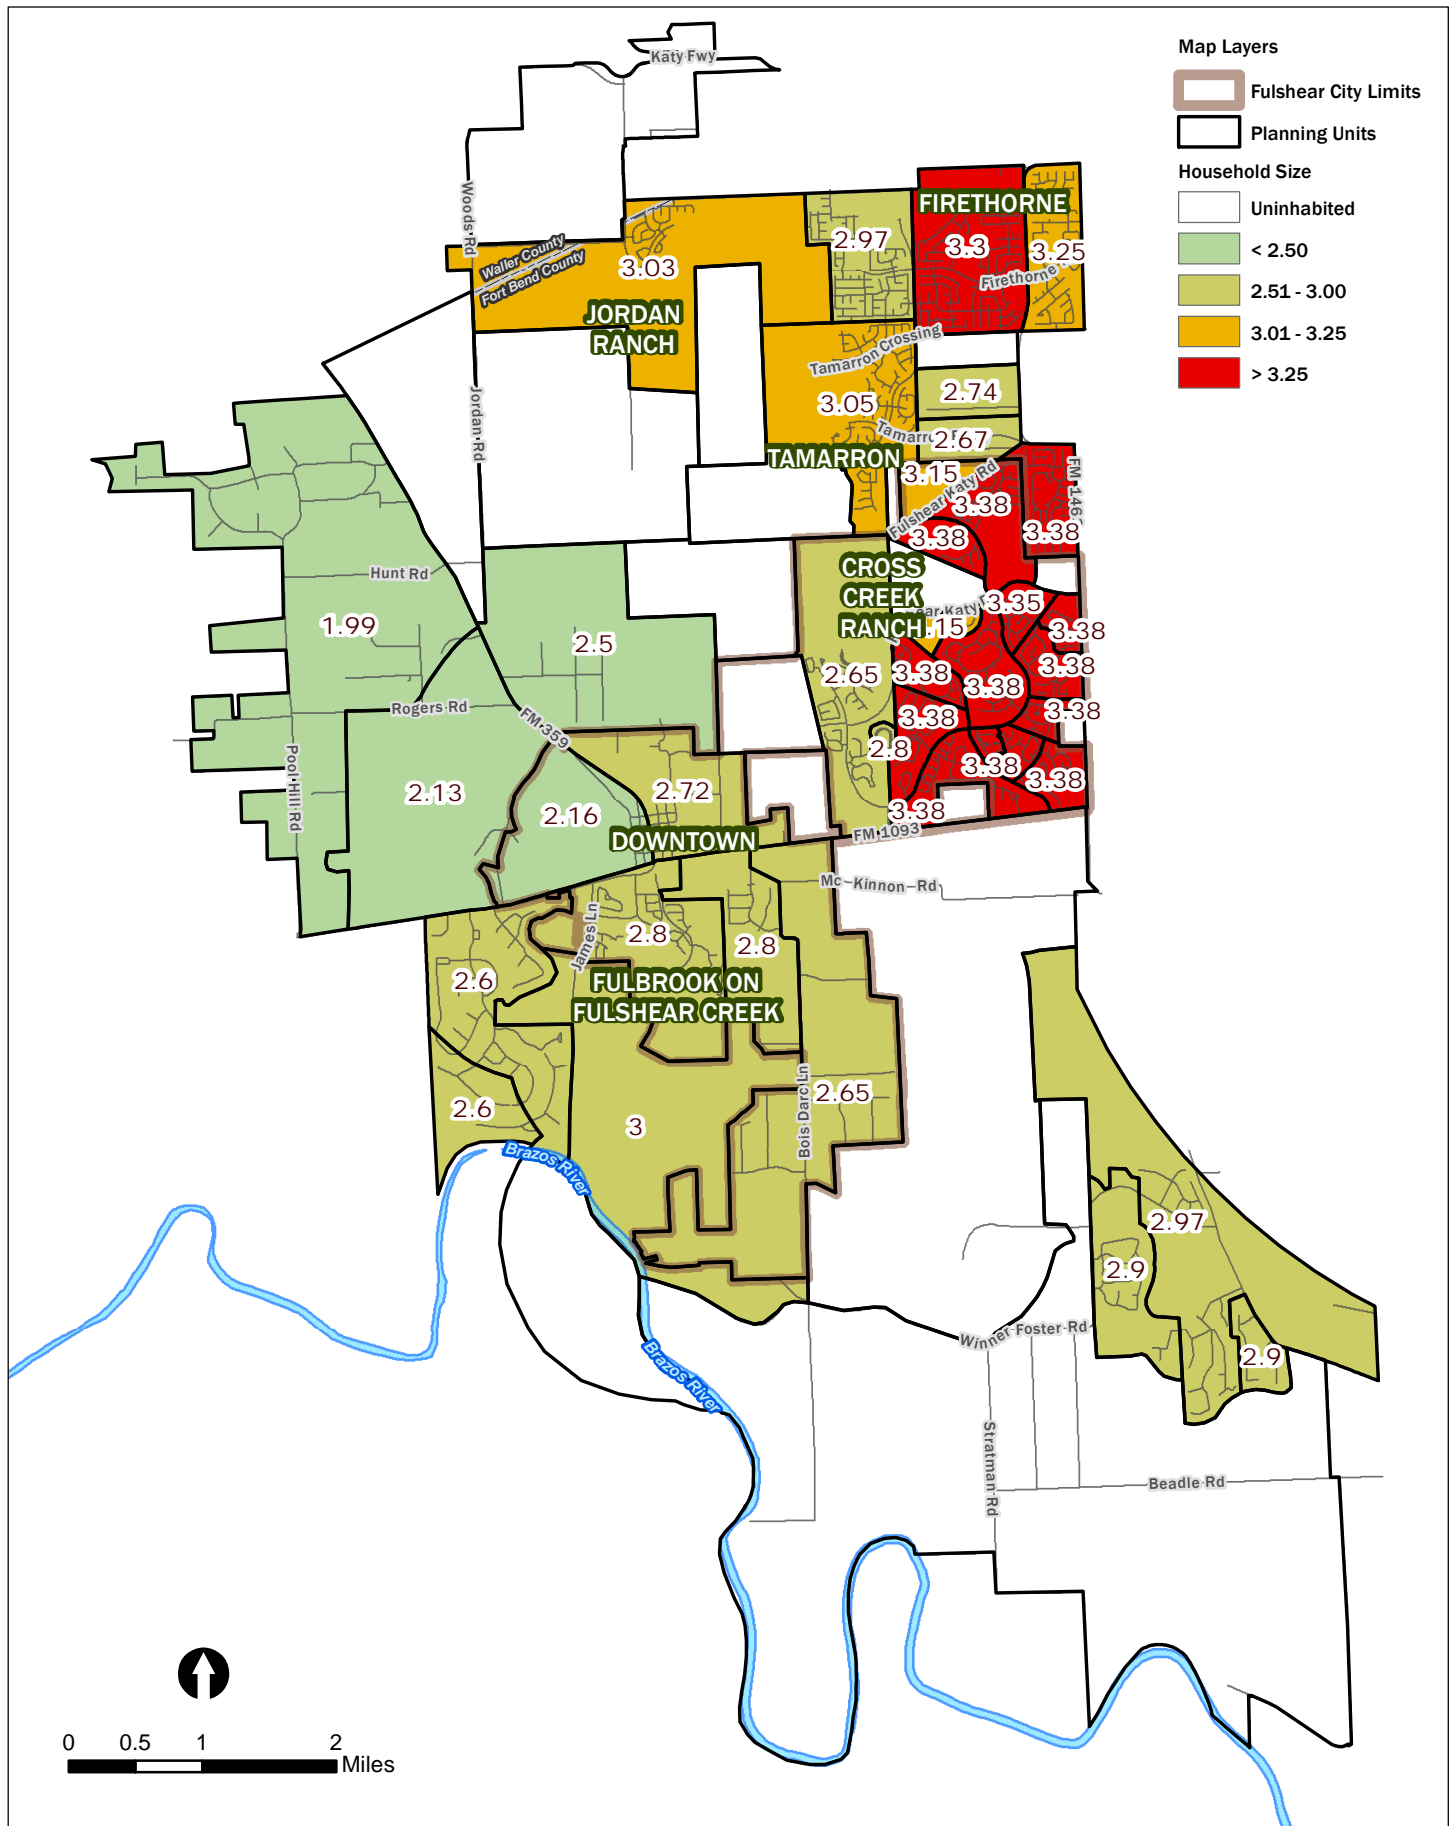 Katy Fwy
Map Layers
Fulshear City Limits
Planning Units
Household Size
Uninhabited
< 2.50
2.51 - 3.00
3.01 - 3.25
> 3.25
Woods Rd
FIRETHORNE
2.97
3.3
3.25
Firethorne
Waller County
Fort Bend County
3.03
JORDAN
RANCH
Tamarron Crossing
Jordan Rd
3.05
2.74
2.67
TAMARRON
3.15
Fulshear Katy Rd
3.38
FM 146
3.38
3.38
CROSS
CREEK
RANCH
Hunt Rd
1.99
2.5
3.35
15
3.38
3.38
2.65
3.38
3.38
Rogers Rd
FM 359
3.38
3.38
2.8
3.38
3.38
Pool Hill Rd
2.13
2.16
2.72
3.38
DOWNTOWN
FM 1093
Mc Kinnon Rd
James Ln
2.8
2.8
2.6
FULBROOK ON
FULSHEAR CREEK
2.6
3
Bois Darc Ln
2.65
Brazos River
2.97
2.9
Winner Foster Rd
2.9
Brazos River
Stratman Rd
Beadle Rd
0 0.5 1 2
Miles